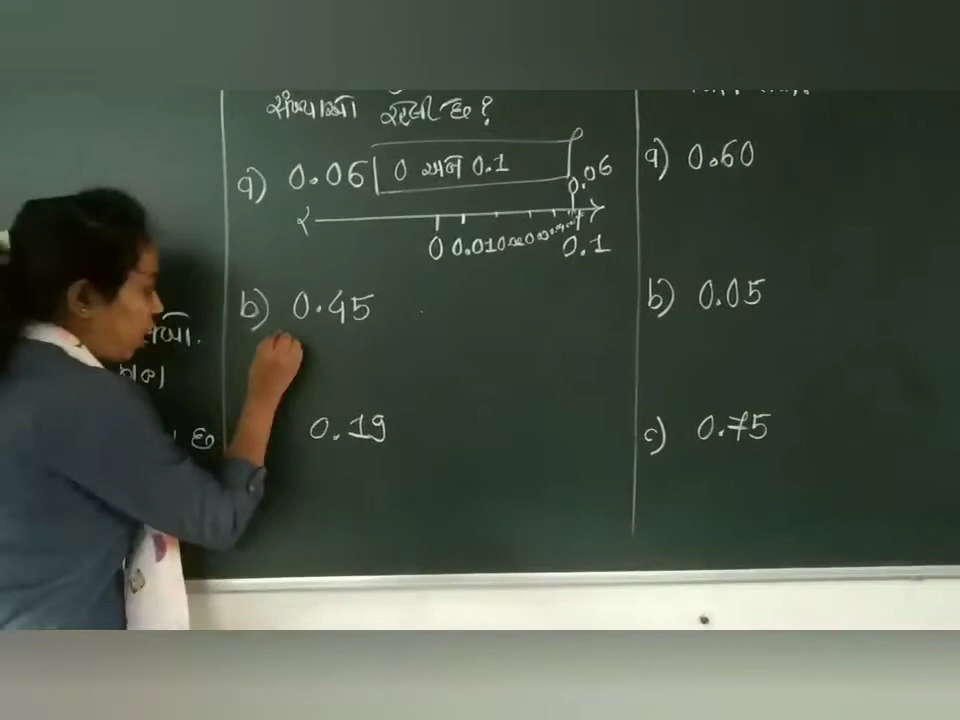 સંખ્યાઓ રહેલી છે?
a) 0.06 0 અને 0.1
0.06
0 0.01 0.1
b) 0.45
0.19
છે
a) 0.60
b) 0.05
c) 0.75